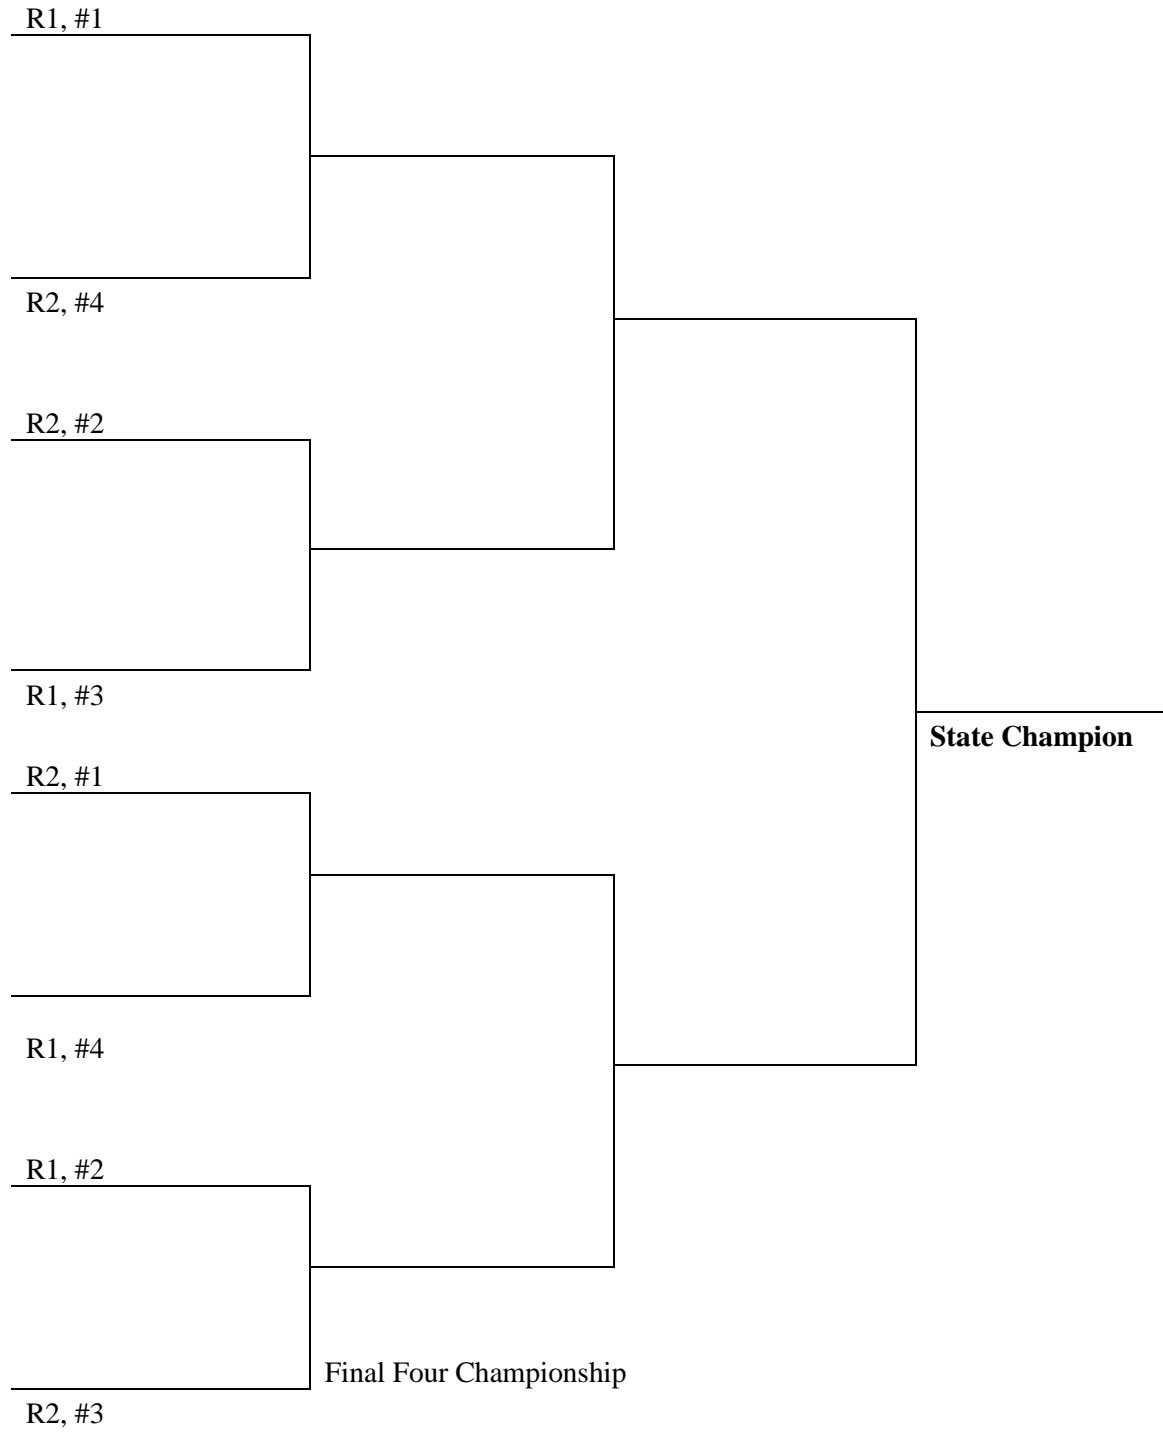 R1, #1
R2, #4
R2, #2
R1, #3
State Champion
R2, #1
R1, #4
R1, #2
Final Four Championship
R2, #3